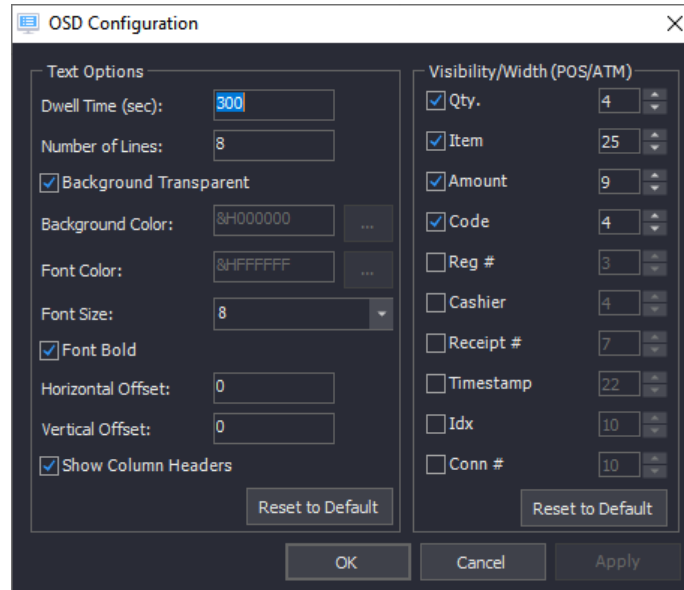 OSD Configuration
Text Options
Dwell Time (sec): 300
Number of Lines: 8
Background Transparent
Background Color: &H000000 ...
Font Color: &HFFFFFF ...
Font Size: 8
Font Bold
Horizontal Offset: 0
Vertical Offset: 0
Show Column Headers
Reset to Default
Visibility/Width (POS/ATM)
Qty. 4
Item 25
Amount 9
Code 4
Reg # 3
Cashier 4
Receipt # 7
Timestamp 22
Idx 10
Conn # 10
Reset to Default
OK Cancel Apply